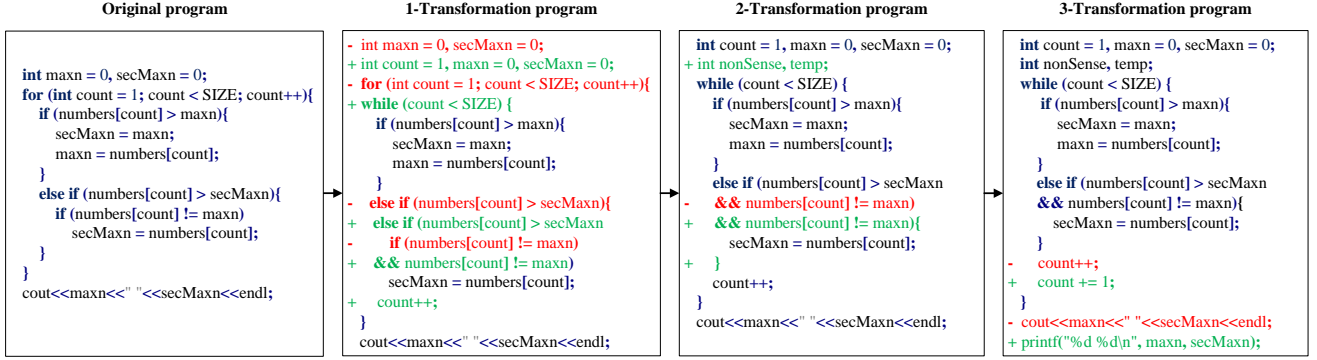 Original program
int maxn = 0, secMaxn = 0;
for (int count = 1; count < SIZE; count++){
if (numbers[count] > maxn){
secMaxn = maxn;
maxn = numbers[count];
}
else if (numbers[count] > secMaxn){
if (numbers[count] != maxn)
secMaxn = numbers[count];
}
}
cout<<maxn<<" "<<secMaxn<<endl;
1-Transformation program
- int maxn = 0, secMaxn = 0;
+ int count = 1, maxn = 0, secMaxn = 0;
- for (int count = 1; count < SIZE; count++){
+ while (count < SIZE) {
if (numbers[count] > maxn){
secMaxn = maxn;
maxn = numbers[count];
}
- else if (numbers[count] > secMaxn){
+ else if (numbers[count] > secMaxn
- if (numbers[count] != maxn)
+ && numbers[count] != maxn)
secMaxn = numbers[count];
+ count++;
}
cout<<maxn<<" "<<secMaxn<<endl;
2-Transformation program
int count = 1, maxn = 0, secMaxn = 0;
+ int nonSense, temp;
while (count < SIZE) {
if (numbers[count] > maxn){
secMaxn = maxn;
maxn = numbers[count];
}
else if (numbers[count] > secMaxn
- && numbers[count] != maxn)
+ && numbers[count] != maxn){
secMaxn = numbers[count];
+ }
count++;
}
cout<<maxn<<" "<<secMaxn<<endl;
3-Transformation program
int count = 1, maxn = 0, secMaxn = 0;
int nonSense, temp;
while (count < SIZE) {
if (numbers[count] > maxn){
secMaxn = maxn;
maxn = numbers[count];
}
else if (numbers[count] > secMaxn
&& numbers[count] != maxn){
secMaxn = numbers[count];
}
- count++;
+ count += 1;
}
- cout<<maxn<<" "<<secMaxn<<endl;
+ printf("%d %d\n", maxn, secMaxn);